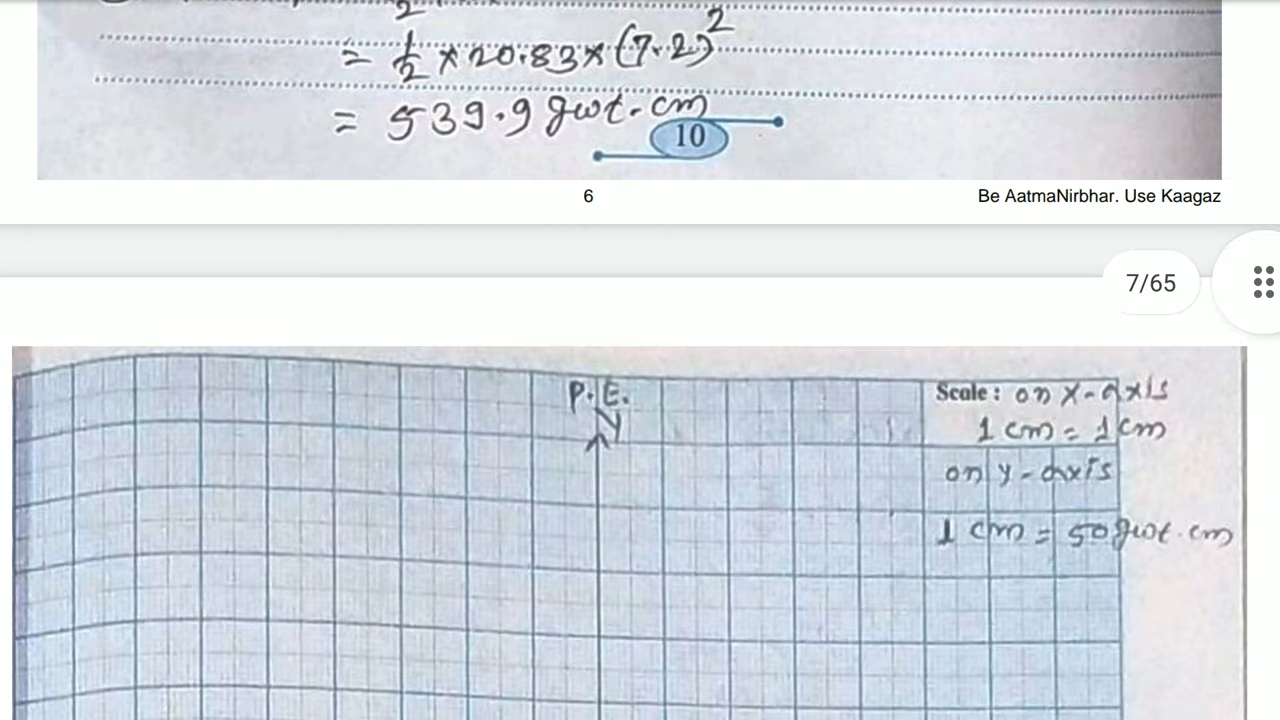 = 1/2 × 20.83 × (7.2)²
= 539.9 gwt. cm
10
6
Be AatmaNirbhar. Use Kaagaz
7/65
P.E.
Y
Scale : on x-axis
1 cm = 1 cm
on y-axis
1 cm = 50 gwt. cm